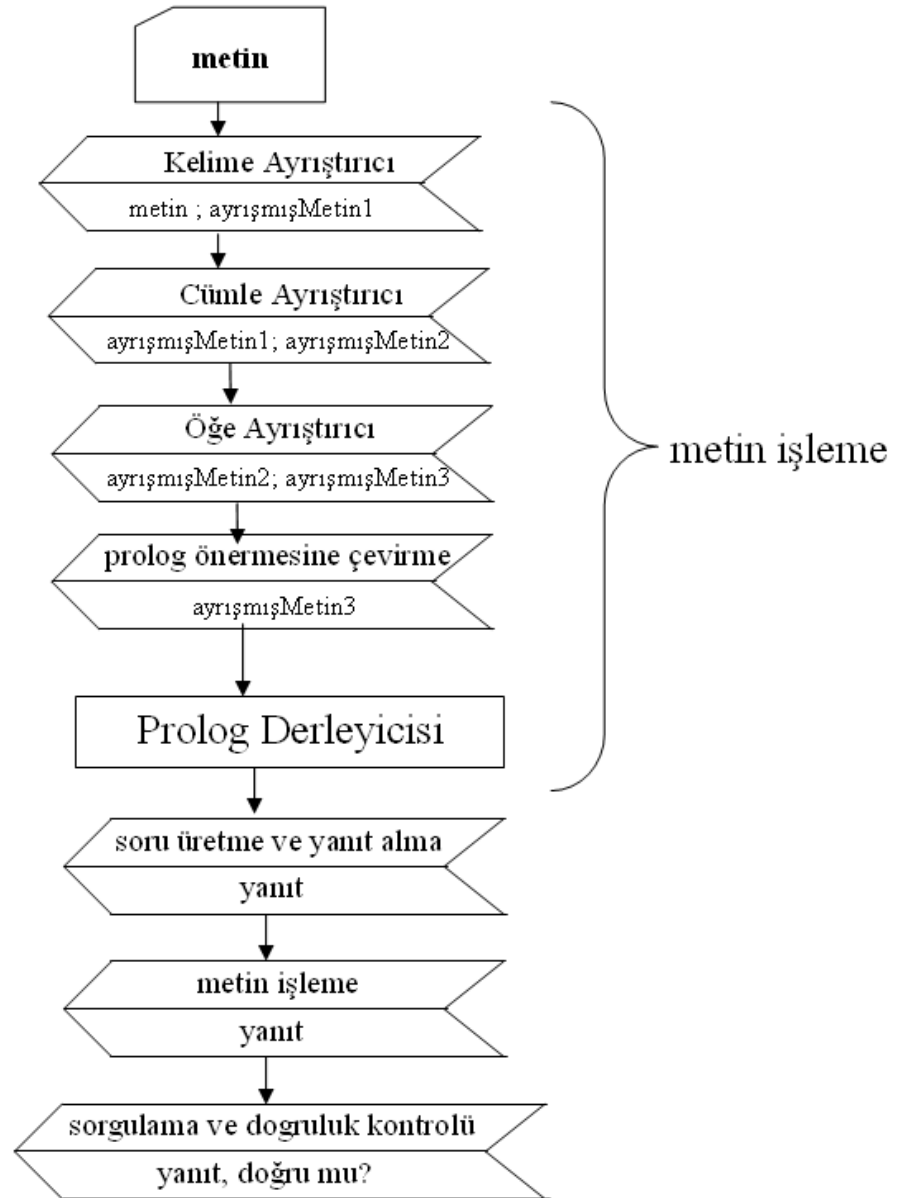 metin
Kelime Ayrıştırıcı
metin ; ayrışmışMetin1
Cümle Ayrıştırıcı
ayrışmışMetin1; ayrışmışMetin2
Öğe Ayrıştırıcı
ayrışmışMetin2; ayrışmışMetin3
prolog önermesine çevirme
ayrışmışMetin3
Prolog Derleyicisi
metin işleme
soru üretme ve yanıt alma
yanıt
metin işleme
yanıt
sorgulama ve dogruluk kontrolü
yanıt, doğru mu?